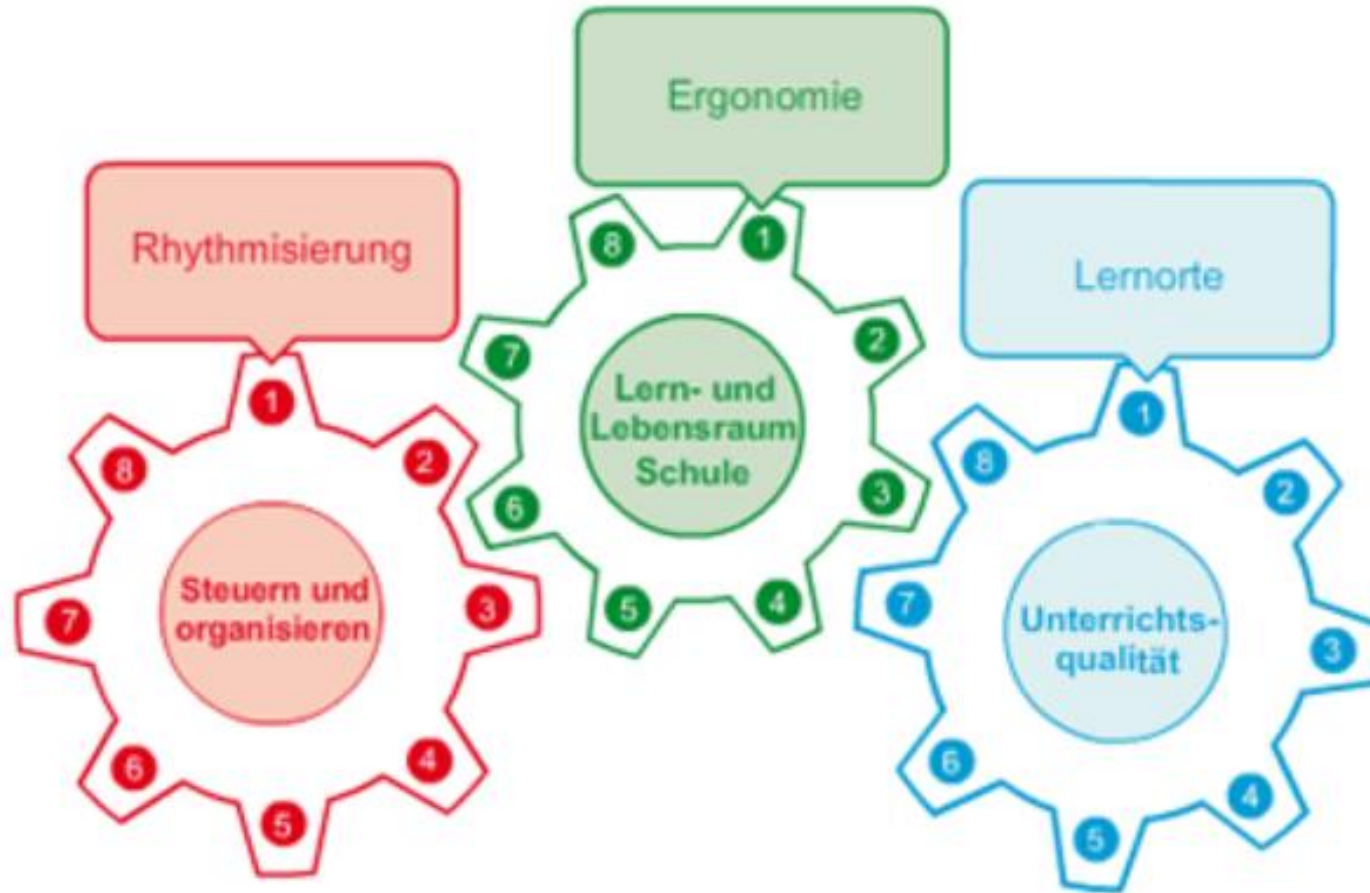 Ergonomie
Rhythmisierung
Lernorte
8
1
7
2
Lern- und
Lebensraum
Schule
6
3
5
4
1
8
2
Steuern und
organisieren
7
3
6
4
5
1
8
2
Unterrichts-
qualität
7
3
6
4
5